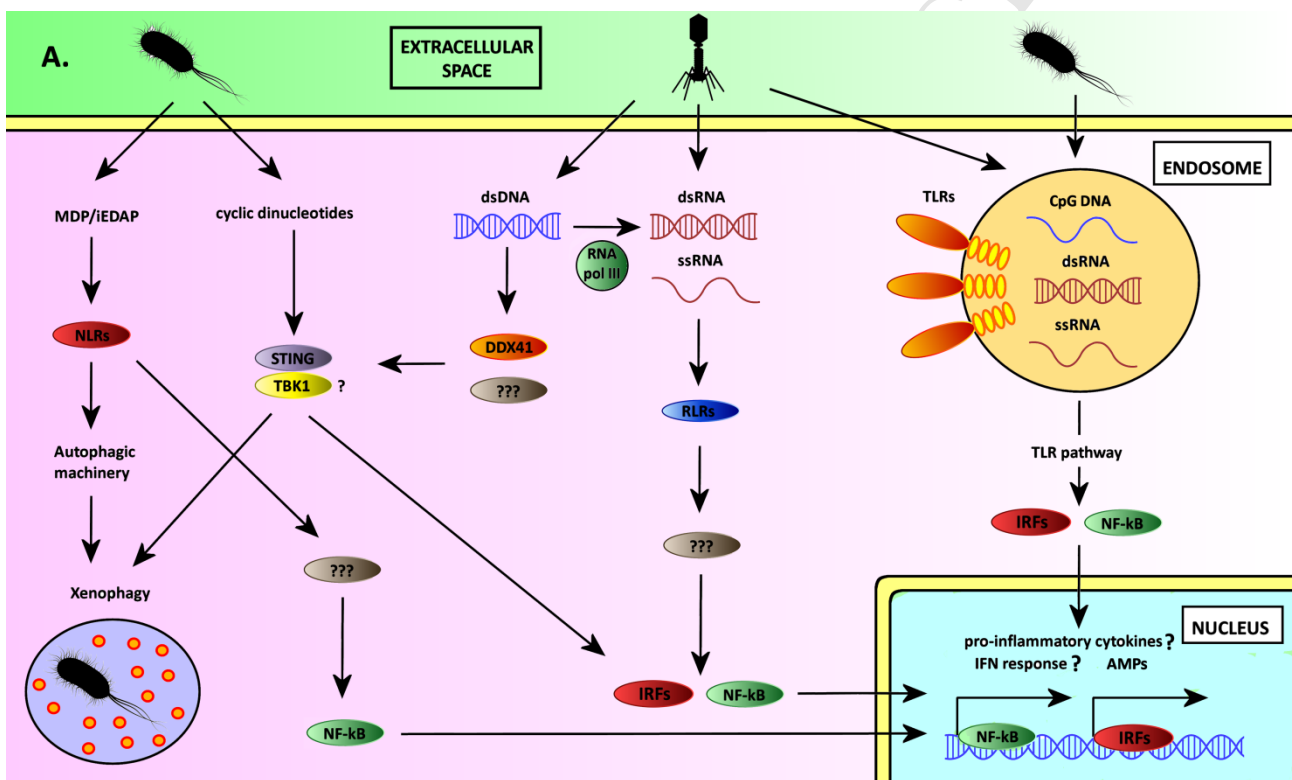 A.
EXTRACELLULAR
SPACE
ENDOSOME
MDP/iEDAP
cyclic dinucleotides
dsDNA
dsRNA
RNA
pol III
ssRNA
TLRs
CpG DNA
dsRNA
ssRNA
NLRs
STING
TBK1 ?
DDX41
???
RLRs
Autophagic
machinery
TLR pathway
IRFs
NF-kB
???
???
Xenophagy
NUCLEUS
pro-inflammatory cytokines ?
IFN response ? AMPs
IRFs
NF-kB
NF-kB
NF-kB
IRFs